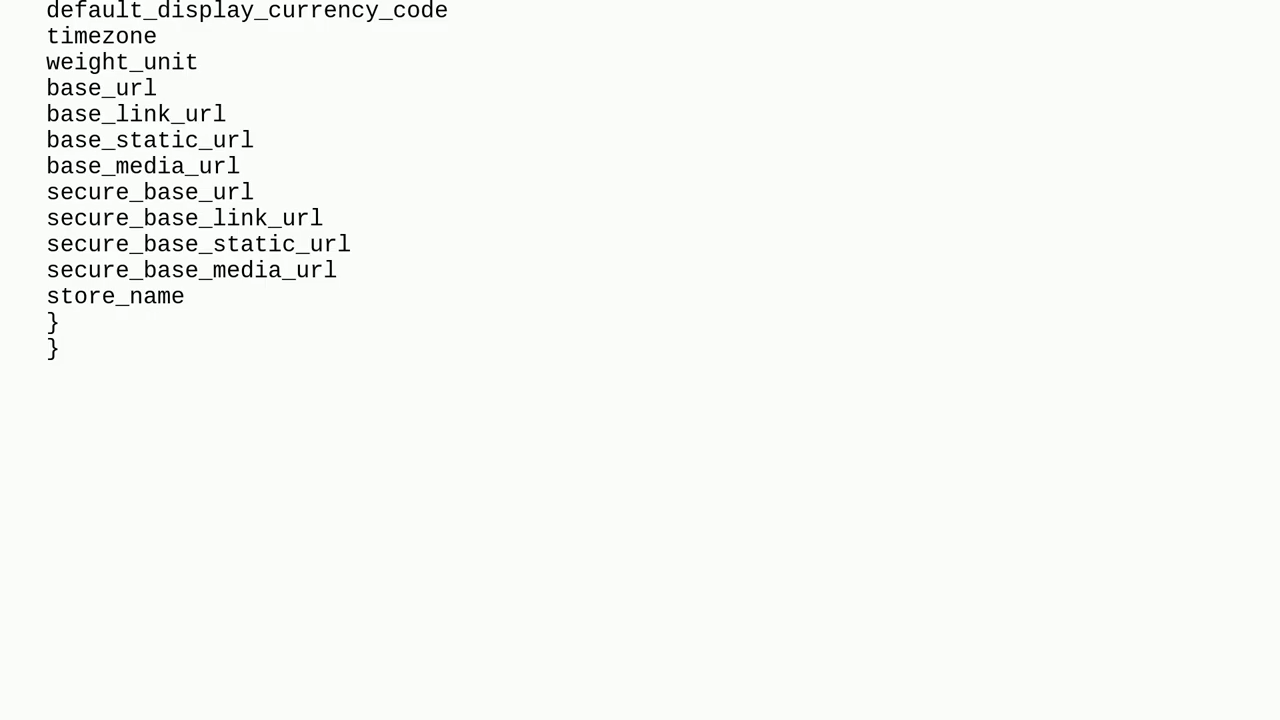 default_display_currency_code
timezone
weight_unit
base_url
base_link_url
base_static_url
base_media_url
secure_base_url
secure_base_link_url
secure_base_static_url
secure_base_media_url
store_name
}
}